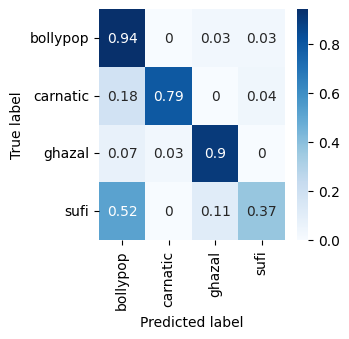 bollypop 0.94 0 0.03 0.03
carnatic 0.18 0.79 0 0.04
ghazal 0.07 0.03 0.9 0
sufi 0.52 0 0.11 0.37
bollypop carnatic ghazal sufi
Predicted label
True label
0.8
0.6
0.4
0.2
0.0